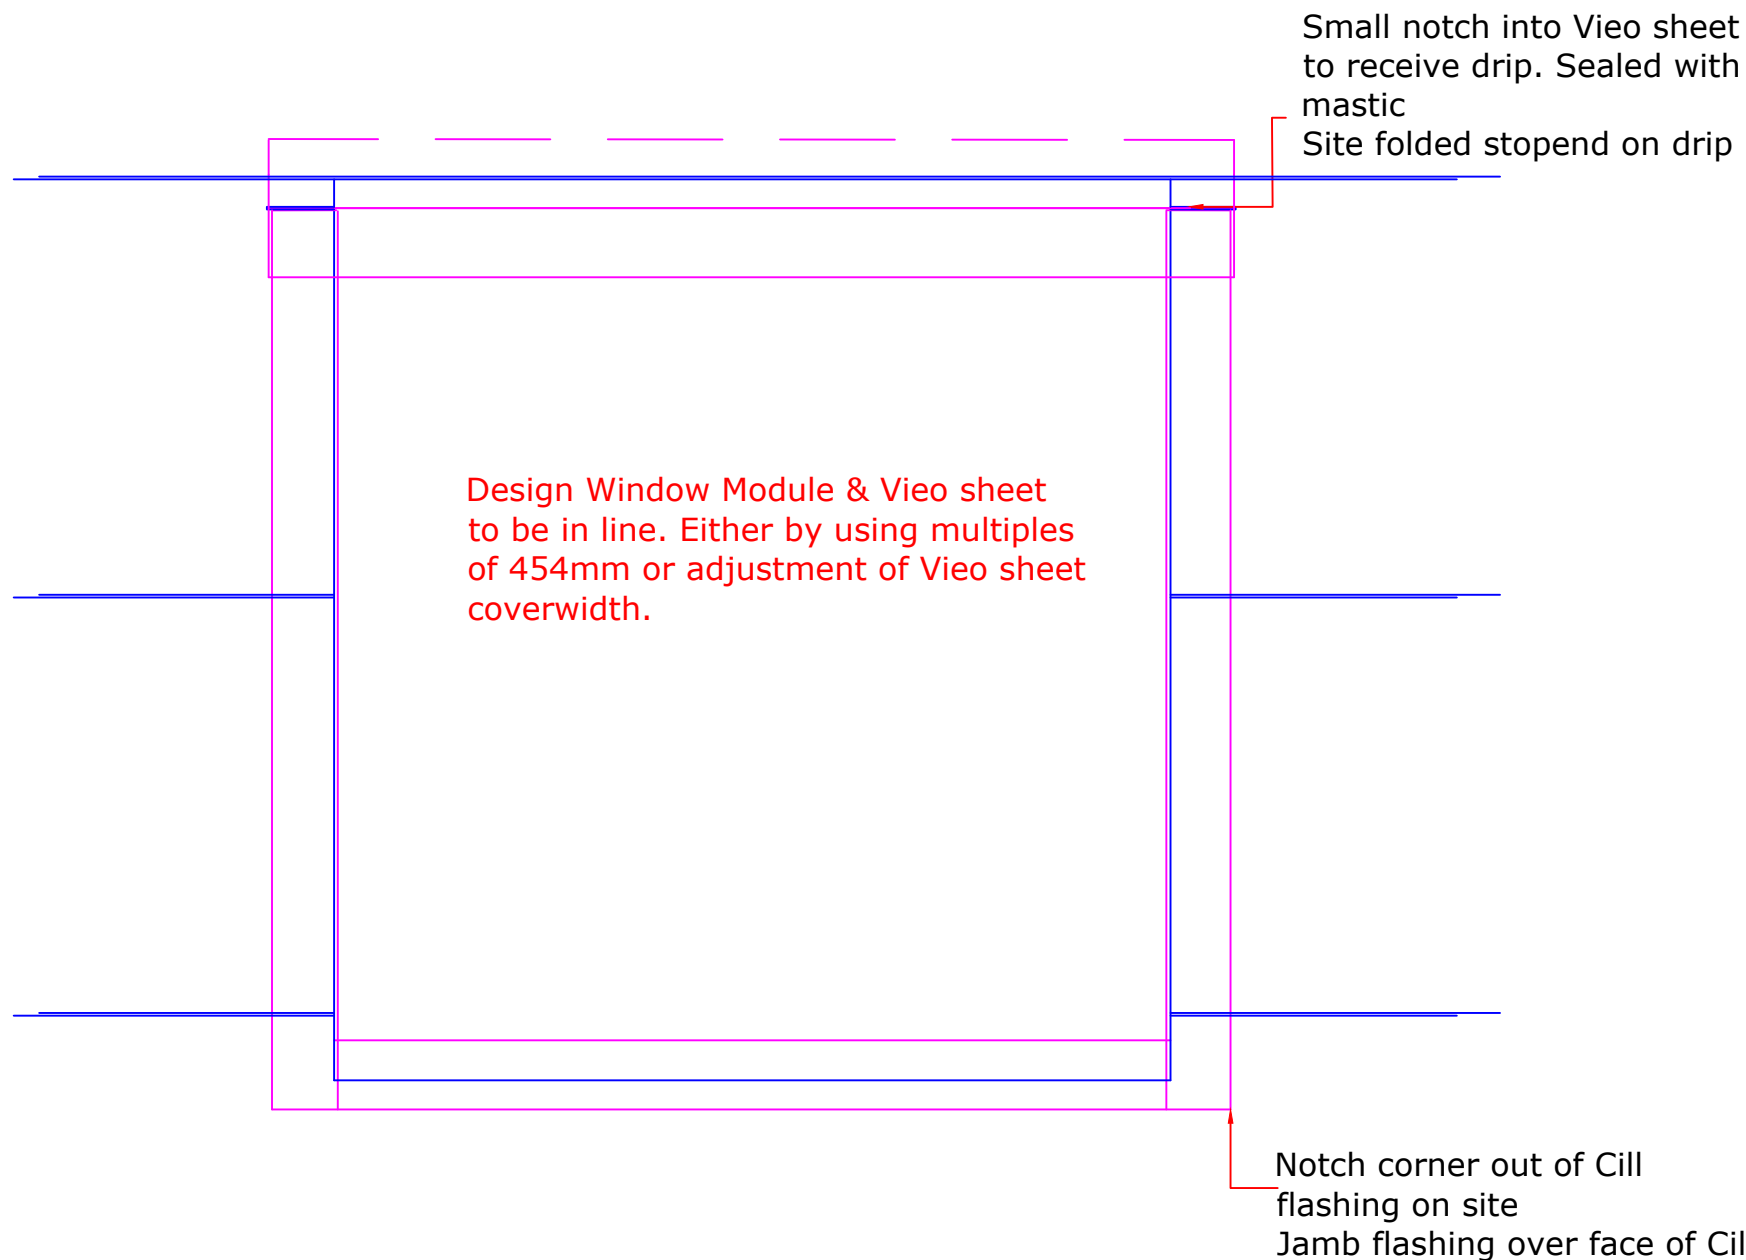 Small notch into Vieo sheet
to receive drip. Sealed with
mastic
Site folded stopend on drip
Design Window Module & Vieo sheet
to be in line. Either by using multiples
of 454mm or adjustment of Vieo sheet
coverwidth.
Notch corner out of Cill
flashing on site
Jamb flashing over face of Cil